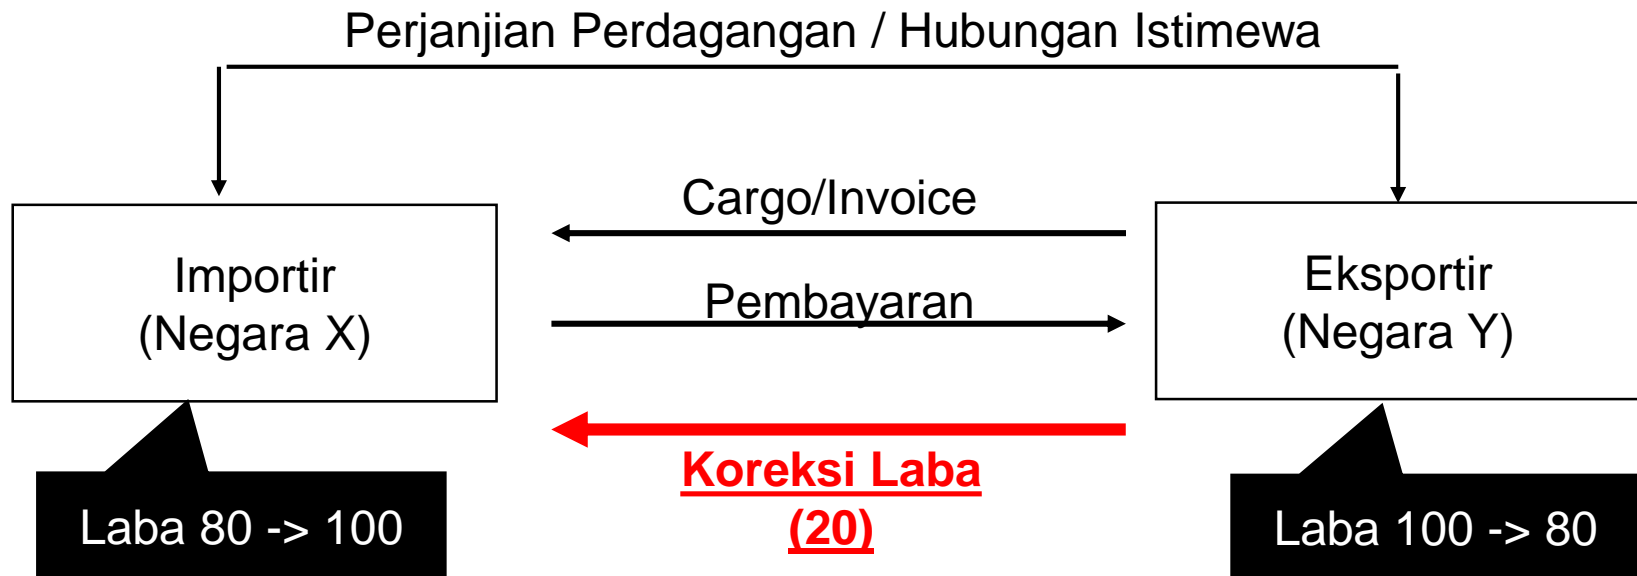 Perjanjian Perdagangan / Hubungan Istimewa
Cargo/Invoice
Importir
(Negara X)
Pembayaran
Eksportir
(Negara Y)
Koreksi Laba
(20)
Laba 80 -> 100
Laba 100 -> 80